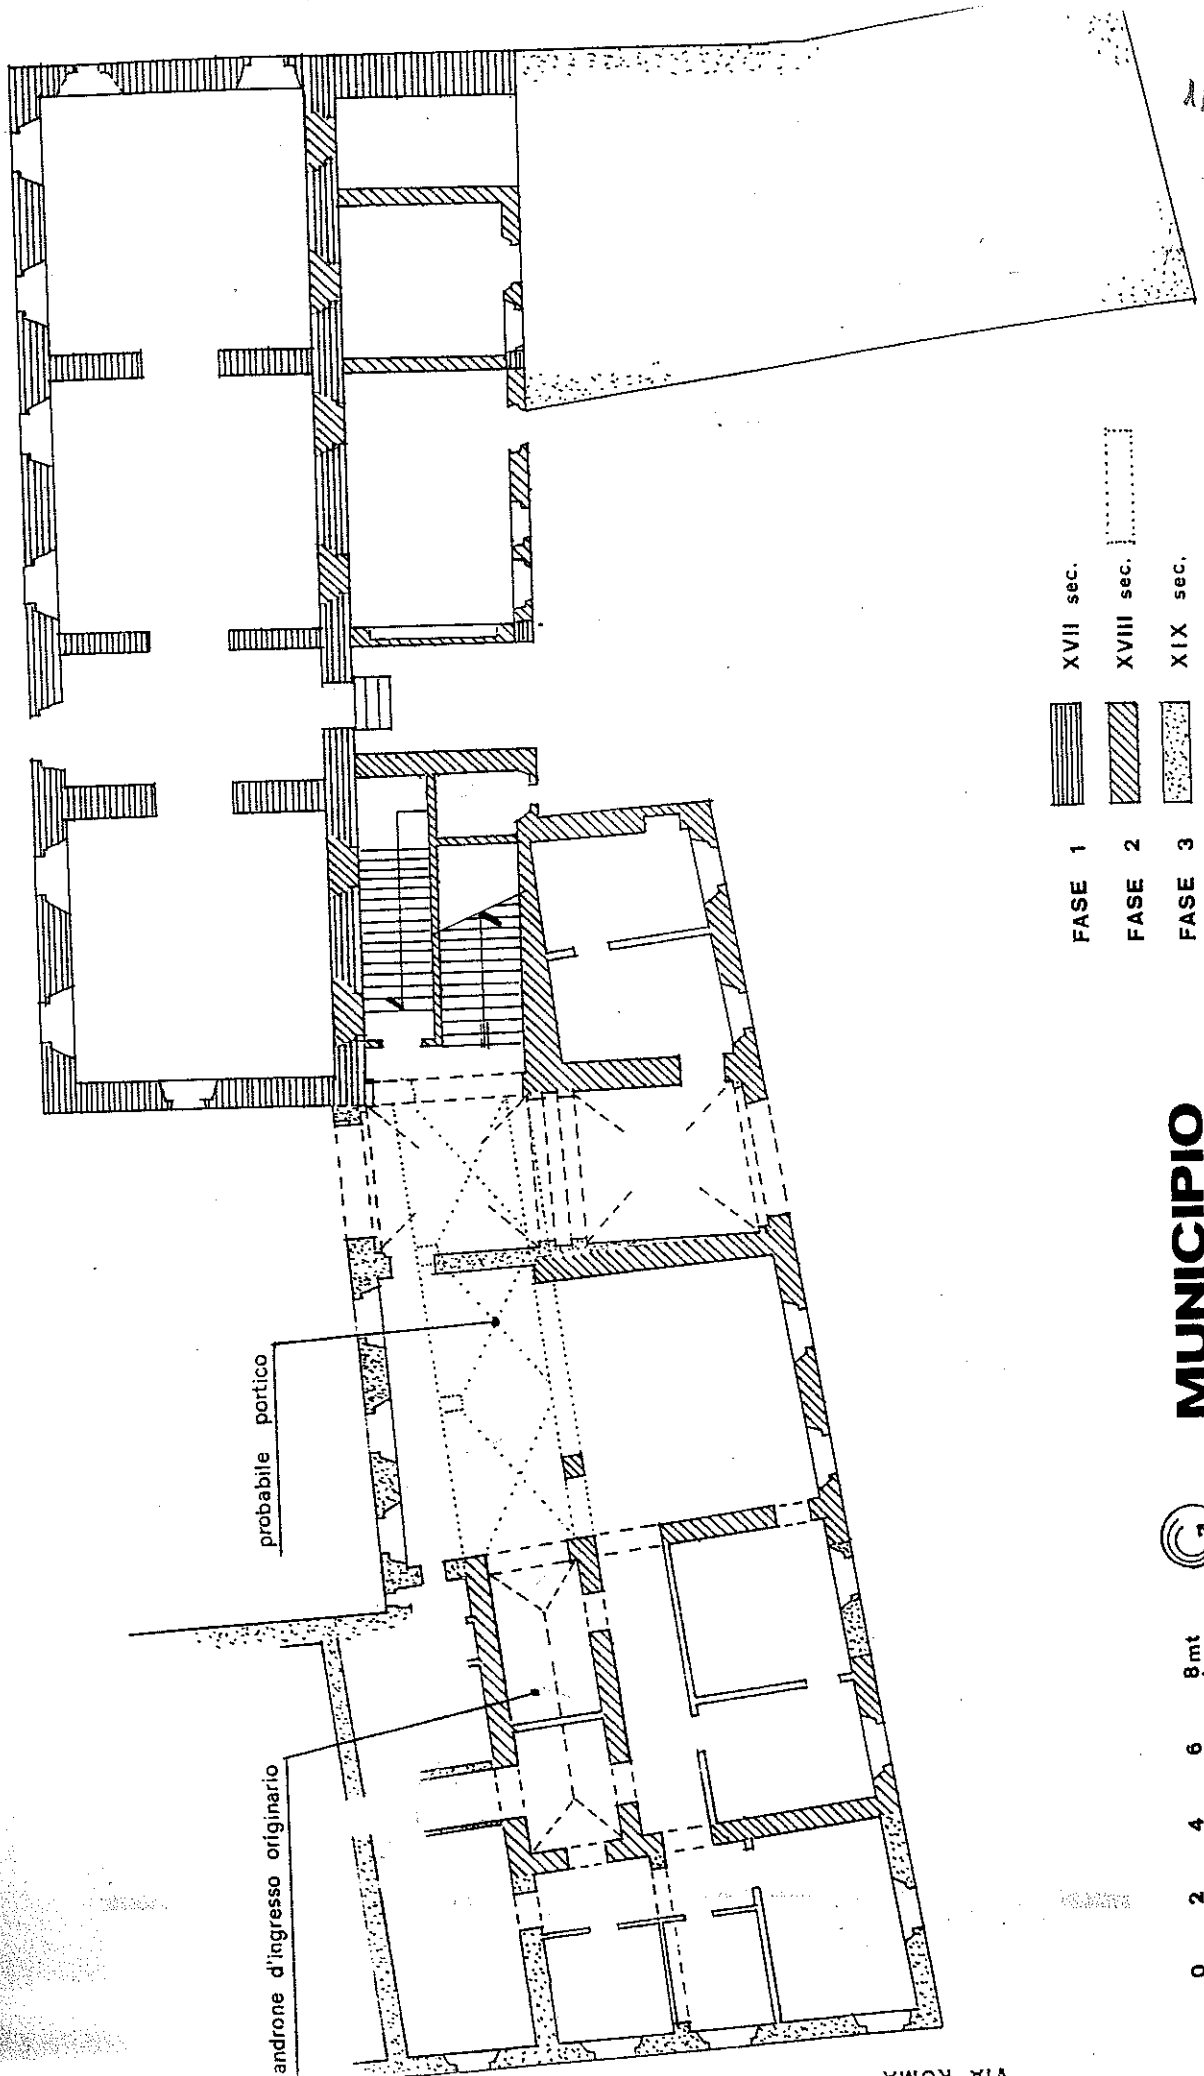 probabile portico
androne d'ingresso originario
FASE 1 XVII sec.
FASE 2 XVIII sec.
FASE 3 XIX sec.
MUNICIPIO
0 2 4 6 8mt
VIA ROMA